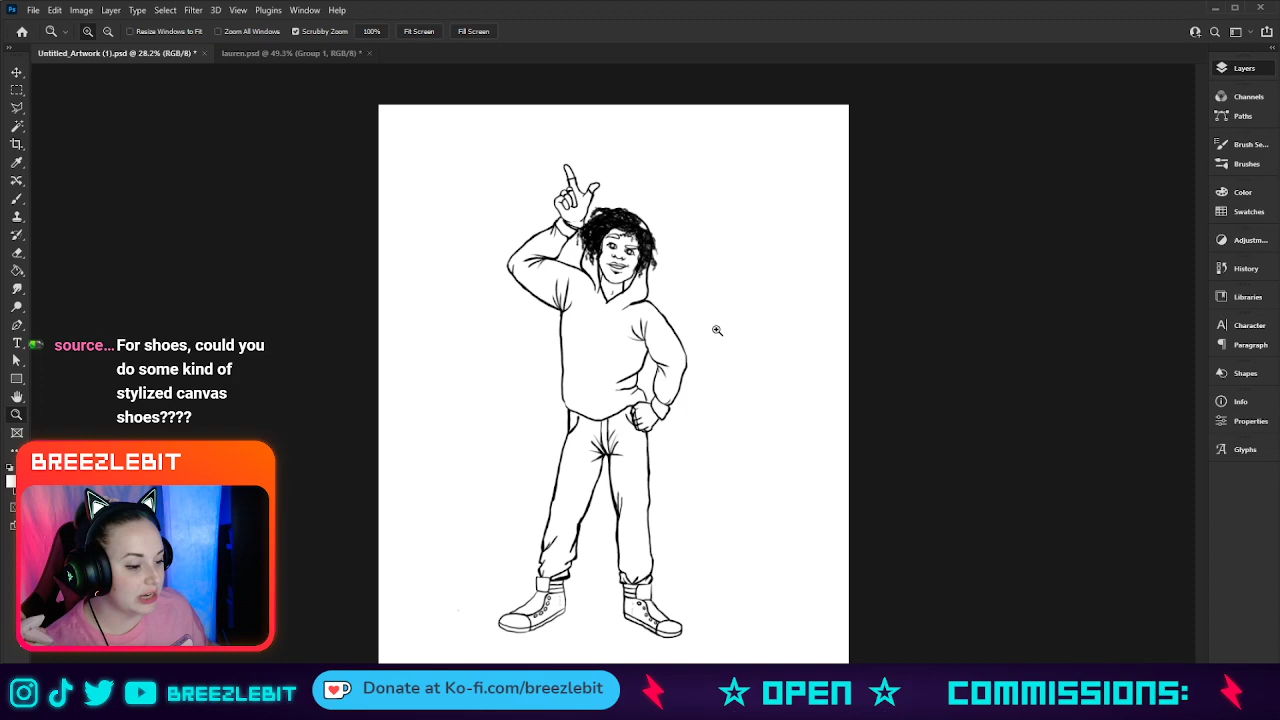 Ps File Edit Image Layer Type Select Filter 3D View Plugins Window Help
Resize Windows to Fit Zoom All Windows Scrubby Zoom 100% Fit Screen Fill Screen
Untitled_Artwork (1).psd @ 28.2% (RGB/8) * × lauren.psd @ 49.3% (Group 1, RGB/8) * ×
Layers
Channels
Paths
Brush Se...
Brushes
Color
Swatches
Adjustm...
History
Libraries
Character
Paragraph
Shapes
Info
Properties
Glyphs
source... For shoes, could you
do some kind of
stylized canvas
shoes????
BREEZLEBIT
BREEZLEBIT
Donate at Ko-fi.com/breezlebit
OPEN
COMMISSIONS: